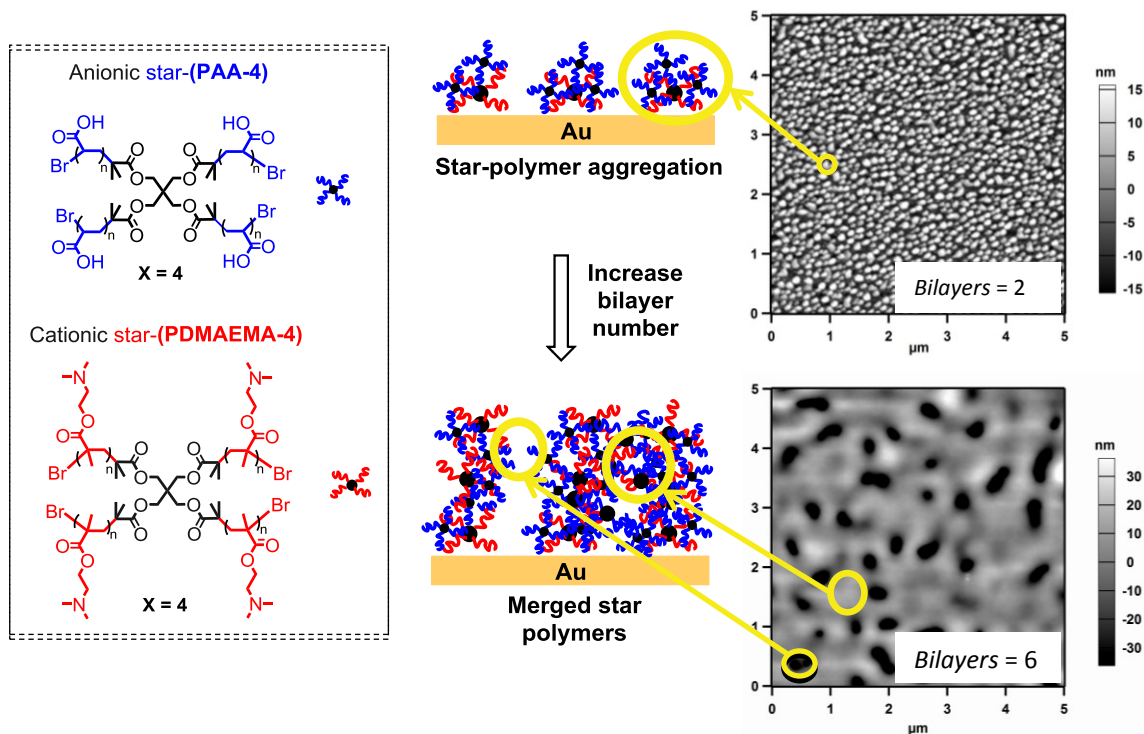 Anionic star-(PAA-4)
OH
O
Br
n
O
O
O
O
n
HO
O
Br
Br
O
OH
n
O
O
O
O
n
Br
HO
O
X = 4
Cationic star-(PDMAEMA-4)
N
N
O
O
O
O
Br
n
O
O
O
O
n
Br
Br
n
O
O
O
O
n
Br
O
O
O
O
N
N
X = 4
Au
Star-polymer aggregation
Increase
bilayer
number
Au
Merged star
polymers
5
4
3
2
1
0
0
1
2
3
4
5
µm
Bilayers = 2
nm
15
10
5
0
-5
-10
-15
5
4
3
2
1
0
0
1
2
3
4
5
µm
Bilayers = 6
nm
30
20
10
0
-10
-20
-30